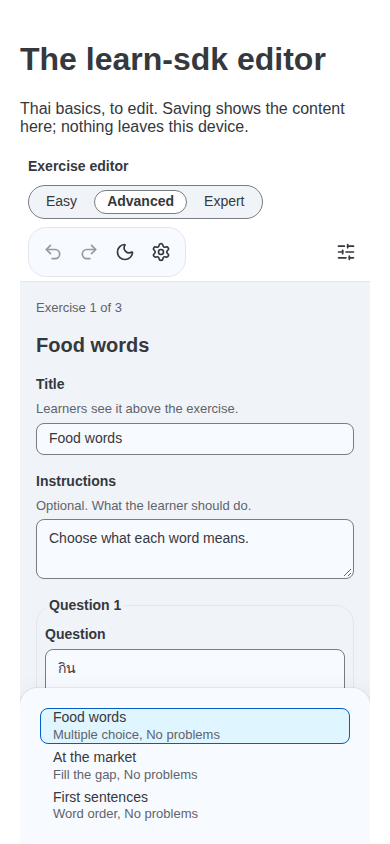 The learn-sdk editor
Thai basics, to edit. Saving shows the content
here; nothing leaves this device.
Exercise editor
Easy
Advanced
Expert
Exercise 1 of 3
Food words
Title
Learners see it above the exercise.
Food words
Instructions
Optional. What the learner should do.
Choose what each word means.
Question 1
Question
กิน
Food words
Multiple choice, No problems
At the market
Fill the gap, No problems
First sentences
Word order, No problems